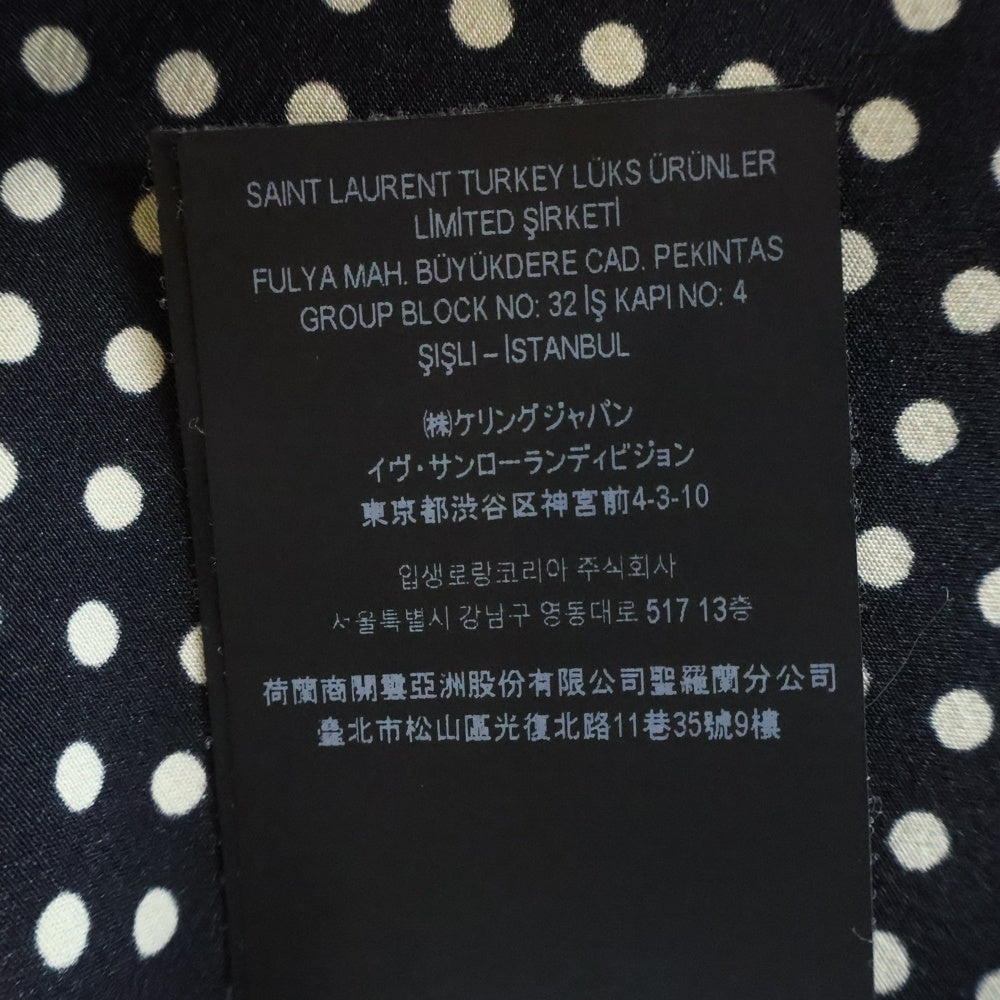 SAINT LAURENT TURKEY LÜKS ÜRÜNLER
LİMİTED ŞİRKETİ
FULYA MAH. BÜYÜKDERE CAD. PEKINTAS
GROUP BLOCK NO: 32 İŞ KAPI NO: 4
ŞIŞLI – İSTANBUL
㈱ケリングジャパン
イヴ・サンローランディビジョン
東京都渋谷区神宮前4-3-10
입생로랑코리아 주식회사
서울특별시 강남구 영동대로 517 13층
荷蘭商開雲亞洲股份有限公司聖羅蘭分公司
臺北市松山區光復北路11巷35號9樓